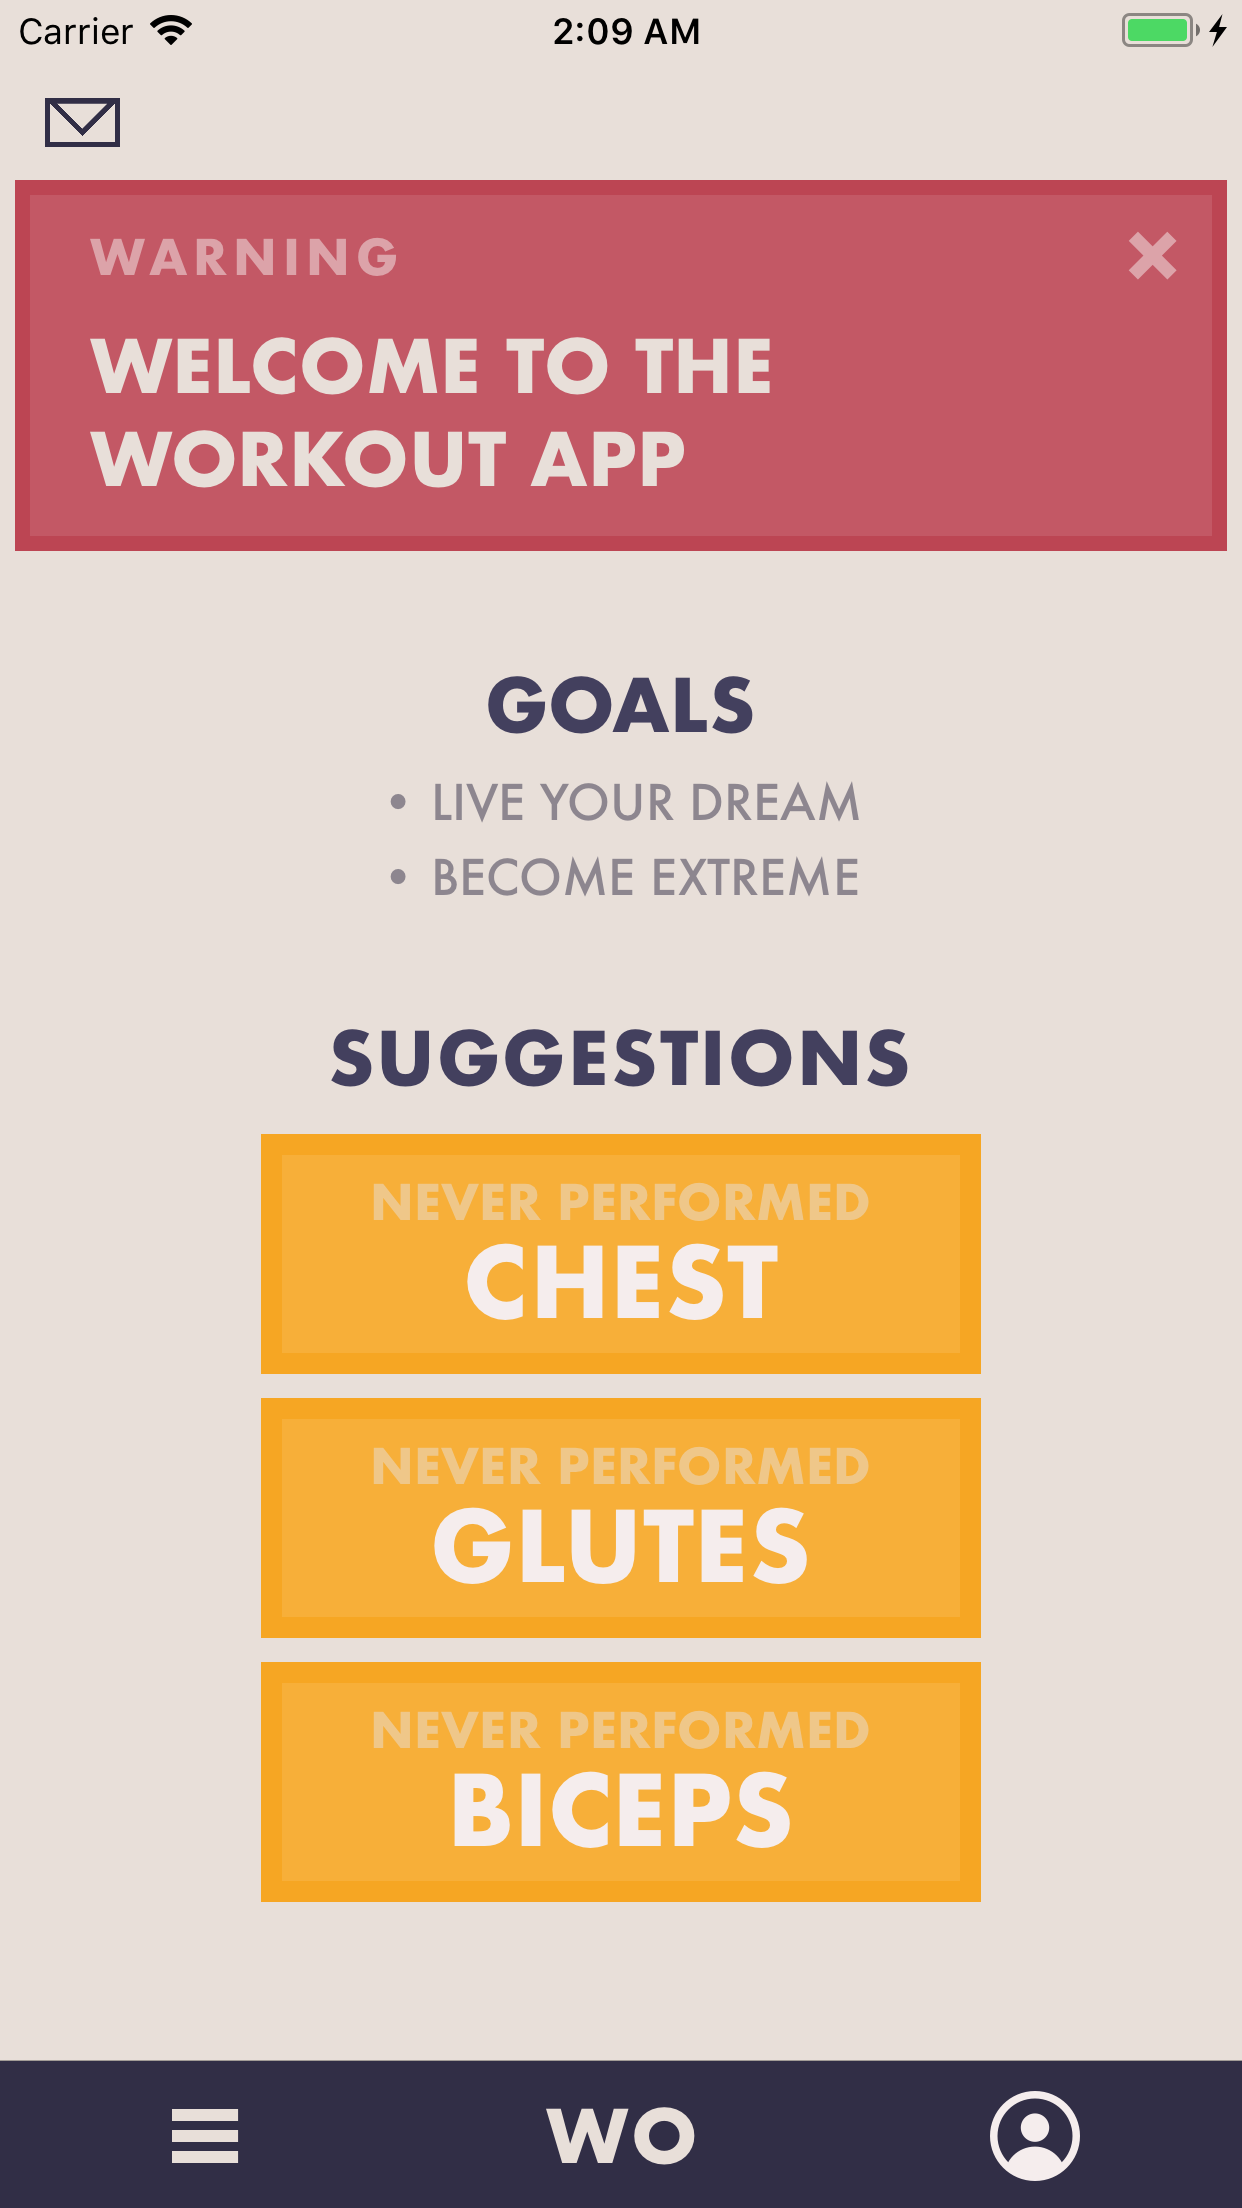 Carrier 2:09 AM
WARNING
WELCOME TO THE
WORKOUT APP
GOALS
• LIVE YOUR DREAM
• BECOME EXTREME
SUGGESTIONS
NEVER PERFORMED
CHEST
NEVER PERFORMED
GLUTES
NEVER PERFORMED
BICEPS
WO